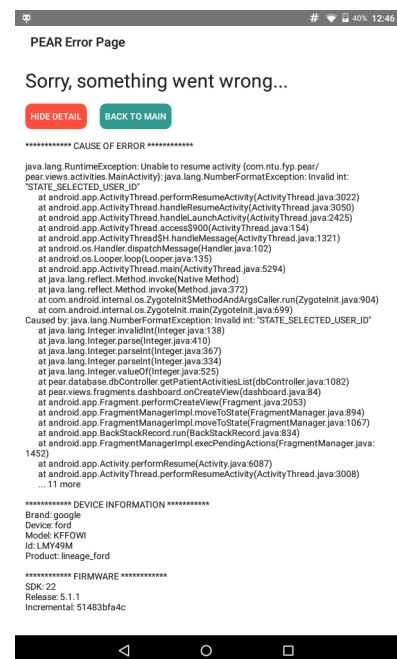 # 40% 12:46
PEAR Error Page
Sorry, something went wrong...
HIDE DETAIL BACK TO MAIN
************ CAUSE OF ERROR ************
java.lang.RuntimeException: Unable to resume activity {com.ntu.fyp.pear/
pear.views.activities.MainActivity}: java.lang.NumberFormatException: Invalid int:
"STATE_SELECTED_USER_ID"
at android.app.ActivityThread.performResumeActivity(ActivityThread.java:3022)
at android.app.ActivityThread.handleResumeActivity(ActivityThread.java:3050)
at android.app.ActivityThread.handleLaunchActivity(ActivityThread.java:2425)
at android.app.ActivityThread.access$900(ActivityThread.java:154)
at android.app.ActivityThread$H.handleMessage(ActivityThread.java:1321)
at android.os.Handler.dispatchMessage(Handler.java:102)
at android.os.Looper.loop(Looper.java:135)
at android.app.ActivityThread.main(ActivityThread.java:5294)
at java.lang.reflect.Method.invoke(Native Method)
at java.lang.reflect.Method.invoke(Method.java:372)
at com.android.internal.os.ZygoteInit$MethodAndArgsCaller.run(ZygoteInit.java:904)
at com.android.internal.os.ZygoteInit.main(ZygoteInit.java:699)
Caused by: java.lang.NumberFormatException: Invalid int: "STATE_SELECTED_USER_ID"
at java.lang.Integer.invalidInt(Integer.java:138)
at java.lang.Integer.parse(Integer.java:410)
at java.lang.Integer.parseInt(Integer.java:367)
at java.lang.Integer.parseInt(Integer.java:334)
at java.lang.Integer.valueOf(Integer.java:525)
at pear.database.dbController.getPatientActivitiesList(dbController.java:1082)
at pear.views.fragments.dashboard.onCreateView(dashboard.java:84)
at android.app.Fragment.performCreateView(Fragment.java:2053)
at android.app.FragmentManagerImpl.moveToState(FragmentManager.java:894)
at android.app.FragmentManagerImpl.moveToState(FragmentManager.java:1067)
at android.app.BackStackRecord.run(BackStackRecord.java:834)
at android.app.FragmentManagerImpl.execPendingActions(FragmentManager.java:
1452)
at android.app.Activity.performResume(Activity.java:6087)
at android.app.ActivityThread.performResumeActivity(ActivityThread.java:3008)
... 11 more
************ DEVICE INFORMATION ***********
Brand: google
Device: ford
Model: KFFOWI
Id: LMY49M
Product: lineage_ford
************ FIRMWARE ************
SDK: 22
Release: 5.1.1
Incremental: 51483bfa4c